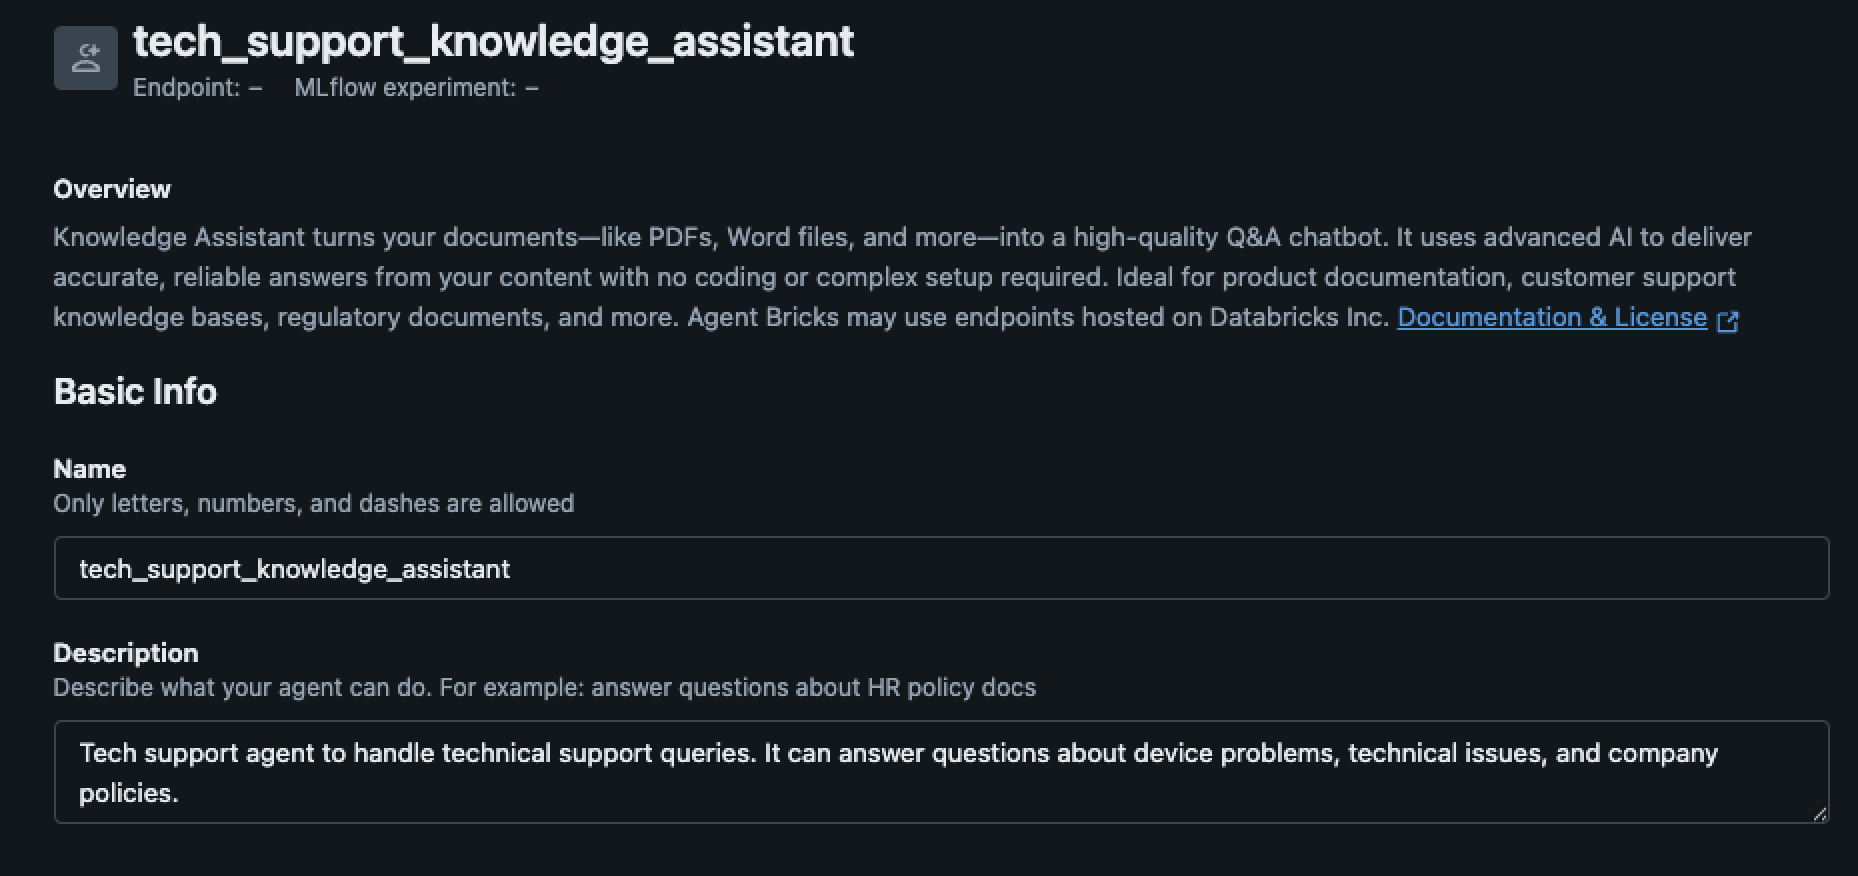 tech_support_knowledge_assistant
Endpoint: – MLflow experiment: –
Overview
Knowledge Assistant turns your documents—like PDFs, Word files, and more—into a high-quality Q&A chatbot. It uses advanced AI to deliver
accurate, reliable answers from your content with no coding or complex setup required. Ideal for product documentation, customer support
knowledge bases, regulatory documents, and more. Agent Bricks may use endpoints hosted on Databricks Inc. Documentation & License
Basic Info
Name
Only letters, numbers, and dashes are allowed
tech_support_knowledge_assistant
Description
Describe what your agent can do. For example: answer questions about HR policy docs
Tech support agent to handle technical support queries. It can answer questions about device problems, technical issues, and company
policies.